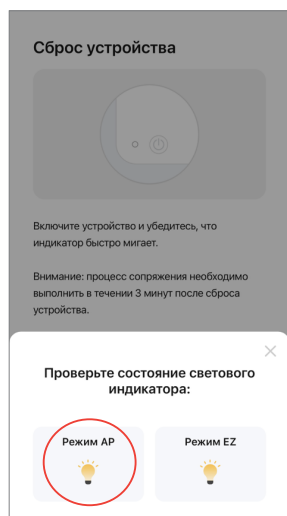 Сброс устройства
Включите устройство и убедитесь, что
индикатор быстро мигает.
Внимание: процесс сопряжения необходимо
выполнить в течении 3 минут после сброса
устройства.
Проверьте состояние светового
индикатора:
Режим AP
Режим EZ